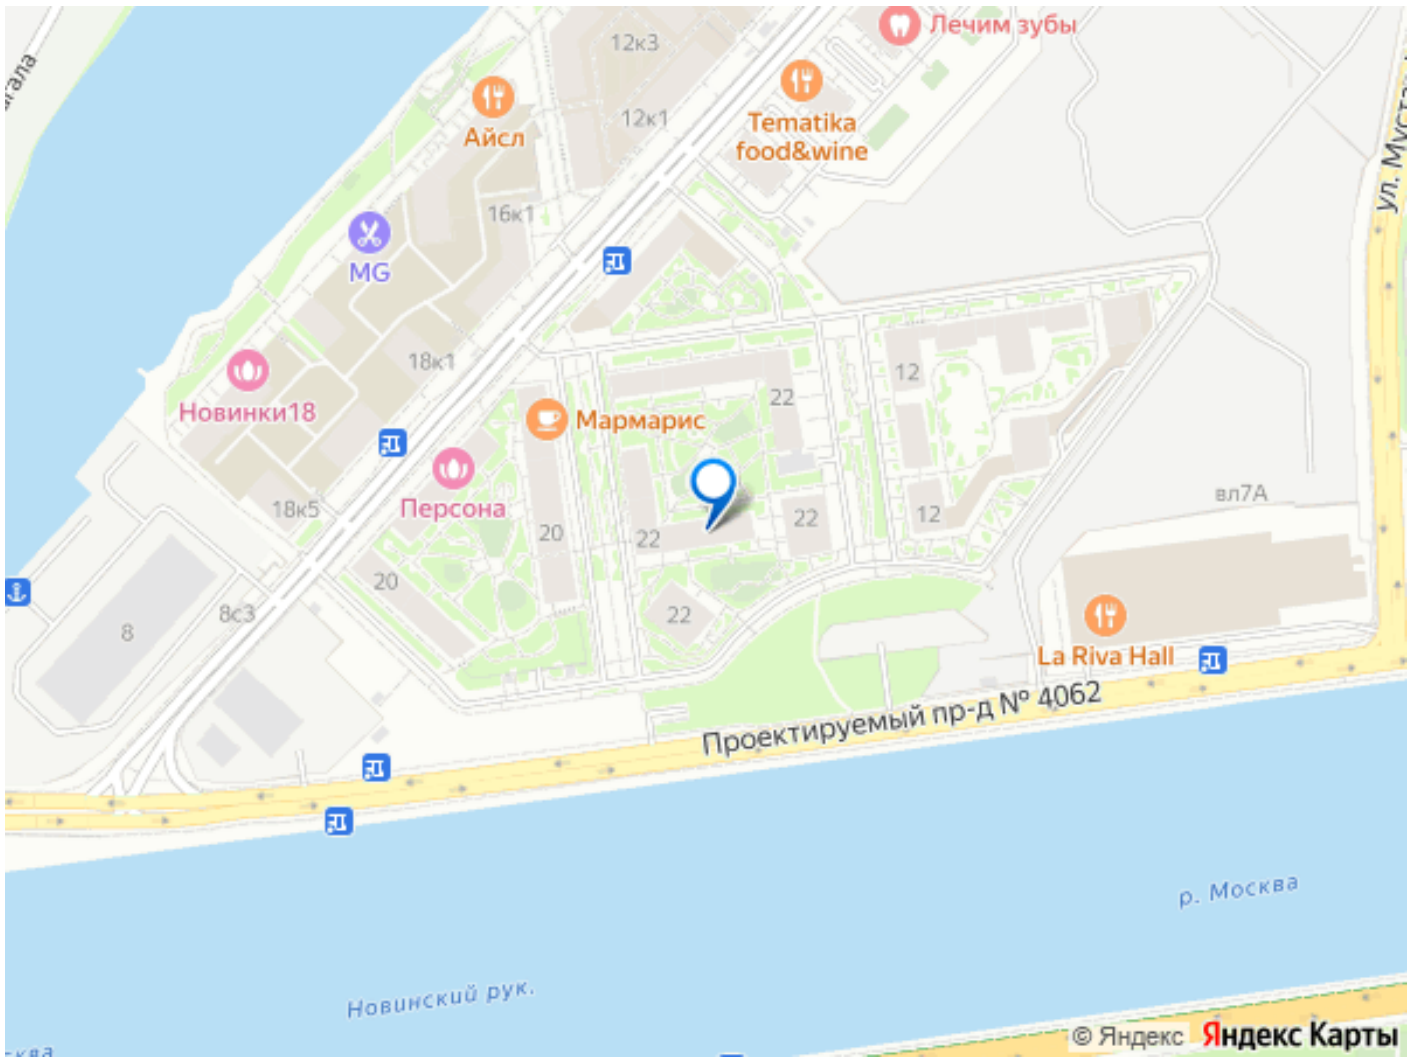 Лечим зубы
12к3
Айсл
12к1
Tematika
food&wine
16к1
MG
18к1
12
22
Новинки18
Мармарис
Персона
18к5
20
22
22
12
вл7А
20
8с3
8
22
La Riva Hall
Проектируемый пр-д № 4062
р. Москва
Новинский рук.
© Яндекс Яндекс Карты